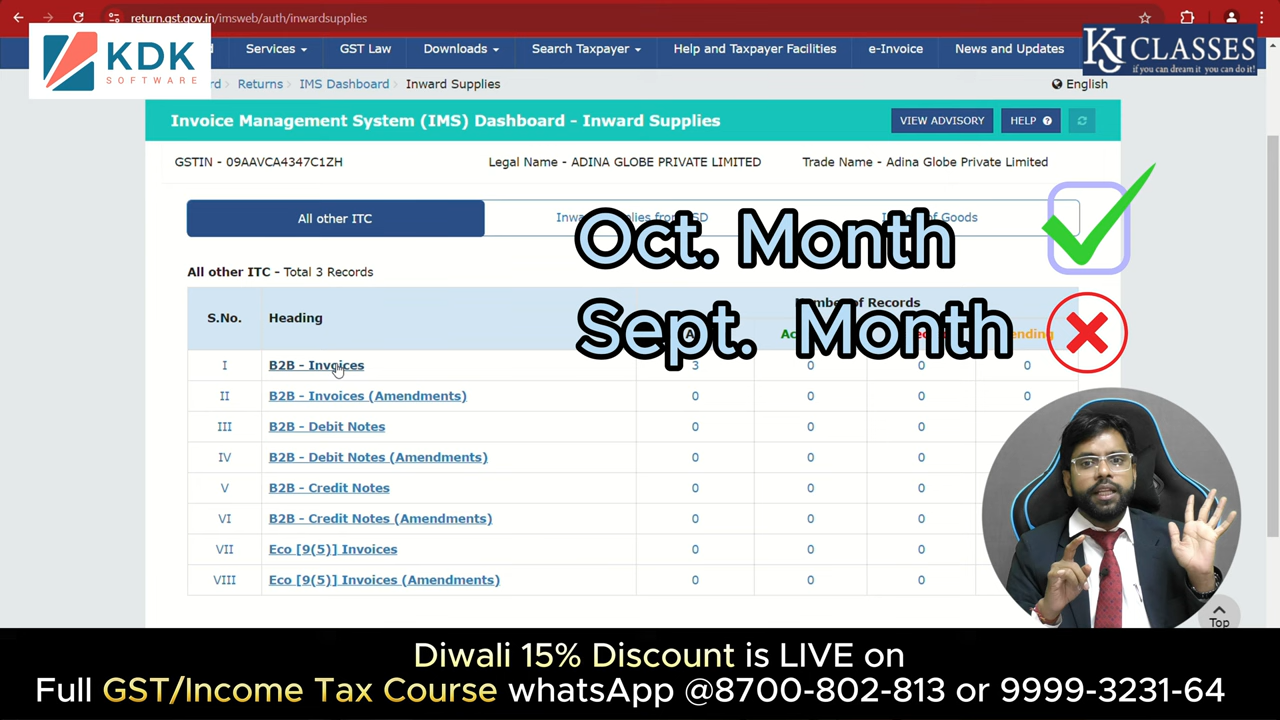 return.gst.gov.in/imsweb/auth/inwardsupplies
KDK
SOFTWARE
Services
GST Law
Downloads
Search Taxpayer
Help and Taxpayer Facilities
e-Invoice
News and Updates
KJ CLASSES
if you can dream it you can do it!
Returns > IMS Dashboard > Inward Supplies
English
Invoice Management System (IMS) Dashboard - Inward Supplies
VIEW ADVISORY
HELP ?
GSTIN - 09AAVCA4347C1ZH
Legal Name - ADINA GLOBE PRIVATE LIMITED
Trade Name - Adina Globe Private Limited
All other ITC
Oct. Month
Sept. Month
All other ITC - Total 3 Records
S.No.
Heading
Records
I B2B - Invoices 3 0 0 0
II B2B - Invoices (Amendments) 0 0 0 0
III B2B - Debit Notes 0 0 0
IV B2B - Debit Notes (Amendments) 0 0 0
V B2B - Credit Notes 0 0 0
VI B2B - Credit Notes (Amendments) 0 0 0
VII Eco [9(5)] Invoices 0 0 0
VIII Eco [9(5)] Invoices (Amendments) 0 0 0
Top
Diwali 15% Discount is LIVE on
Full GST/Income Tax Course whatsApp @8700-802-813 or 9999-3231-64